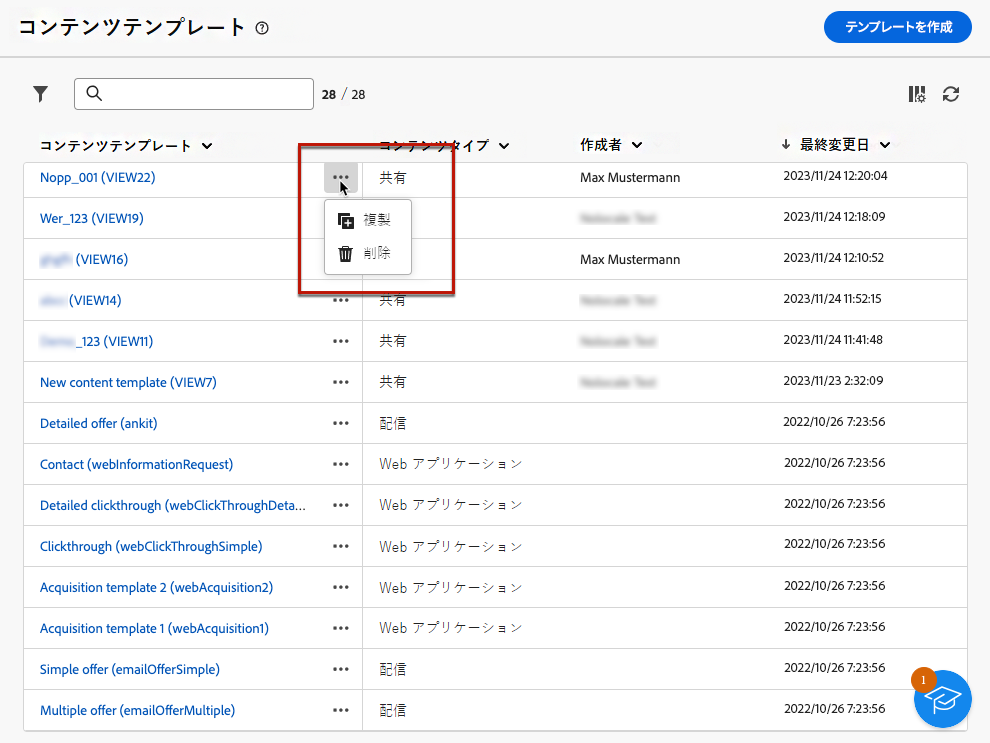 コンテンツテンプレート
テンプレートを作成
28 / 28
コンテンツテンプレート コンテンツタイプ 作成者 最終変更日
Nopp_001 (VIEW22) 共有 Max Mustermann 2023/11/24 12:20:04
Wer_123 (VIEW19) 2023/11/24 12:18:09
複製
削除
(VIEW16) Max Mustermann 2023/11/24 12:10:52
(VIEW14) 共有 2023/11/24 11:52:15
_123 (VIEW11) 共有 2023/11/24 11:41:48
New content template (VIEW7) 共有 2023/11/23 2:32:09
Detailed offer (ankit) 配信 2022/10/26 7:23:56
Contact (webInformationRequest) Web アプリケーション 2022/10/26 7:23:56
Detailed clickthrough (webClickThroughDeta... Web アプリケーション 2022/10/26 7:23:56
Clickthrough (webClickThroughSimple) Web アプリケーション 2022/10/26 7:23:56
Acquisition template 2 (webAcquisition2) Web アプリケーション 2022/10/26 7:23:56
Acquisition template 1 (webAcquisition1) Web アプリケーション 2022/10/26 7:23:56
Simple offer (emailOfferSimple) 配信 2022/10/26 7:23:56
1
Multiple offer (emailOfferMultiple) 配信 2022/10/26 7:23:56